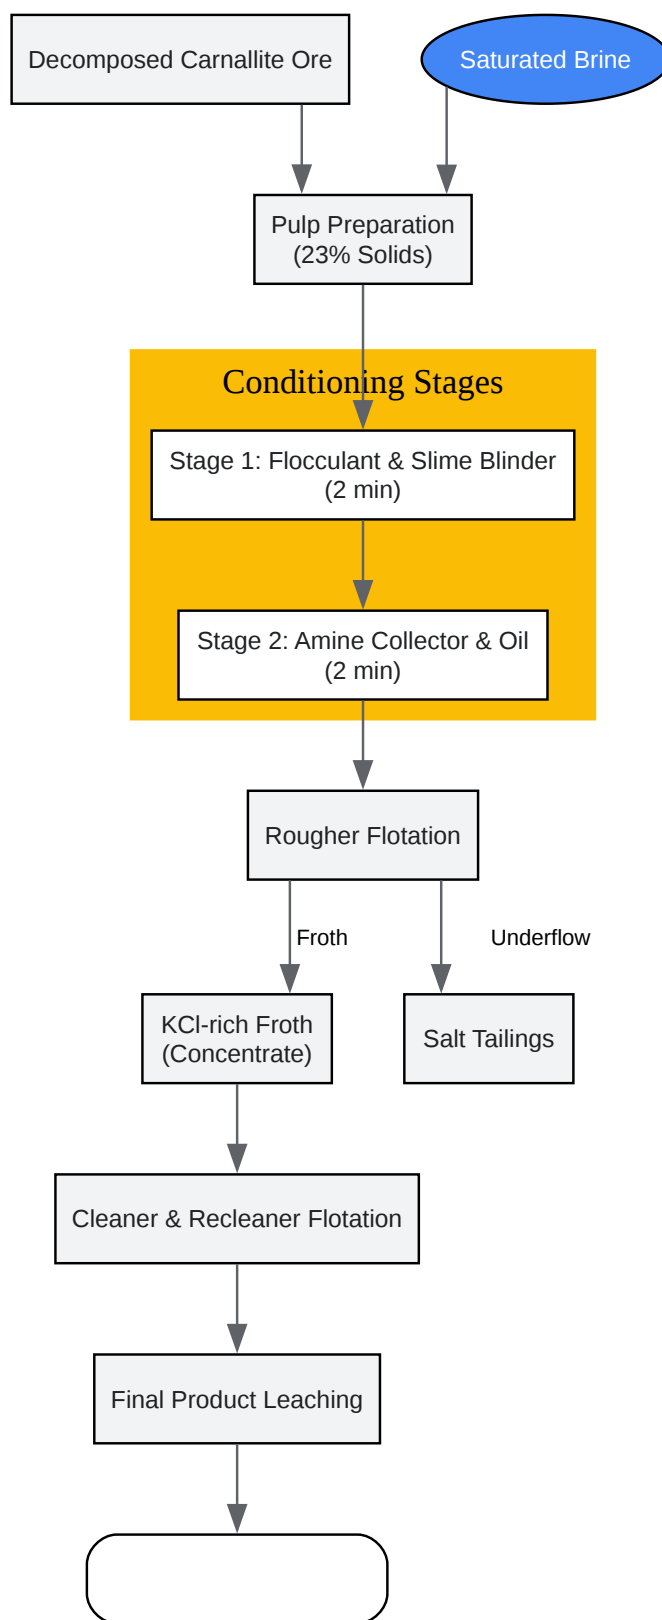 Decomposed Carnallite Ore
Saturated Brine
Pulp Preparation
(23% Solids)
Conditioning Stages
Stage 1: Flocculant & Slime Blinder
(2 min)
Stage 2: Amine Collector & Oil
(2 min)
Rougher Flotation
Froth
Underflow
KCl-rich Froth
(Concentrate)
Salt Tailings
Cleaner & Recleaner Flotation
Final Product Leaching